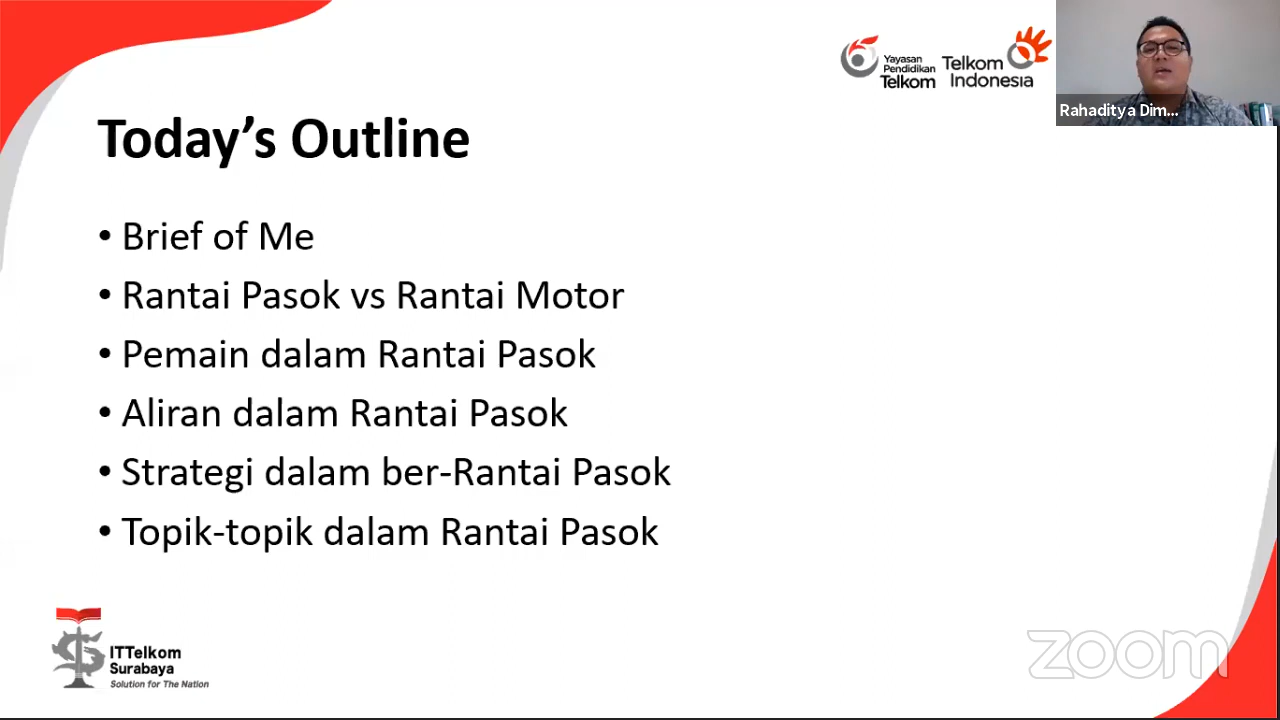 Yayasan
Pendidikan
Telkom
Telkom
Indonesia
Rahaditya Dim...
Today's Outline
• Brief of Me
• Rantai Pasok vs Rantai Motor
• Pemain dalam Rantai Pasok
• Aliran dalam Rantai Pasok
• Strategi dalam ber-Rantai Pasok
• Topik-topik dalam Rantai Pasok
ITTelkom
Surabaya
Solution for The Nation
zoom